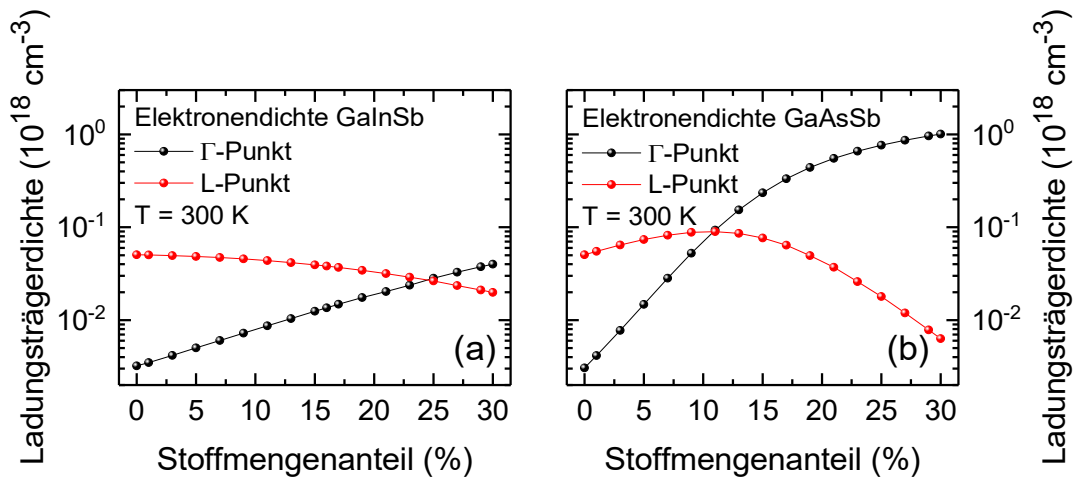 Ladungsträgerdichte (10^18 cm^-3)
10^0
10^-1
10^-2
Elektronendichte GaInSb
Γ-Punkt
L-Punkt
T = 300 K
(a)
0 5 10 15 20 25 30
Stoffmengenanteil (%)
Elektronendichte GaAsSb
Γ-Punkt
L-Punkt
T = 300 K
(b)
0 5 10 15 20 25 30
Stoffmengenanteil (%)
10^0
10^-1
10^-2
Ladungsträgerdichte (10^18 cm^-3)